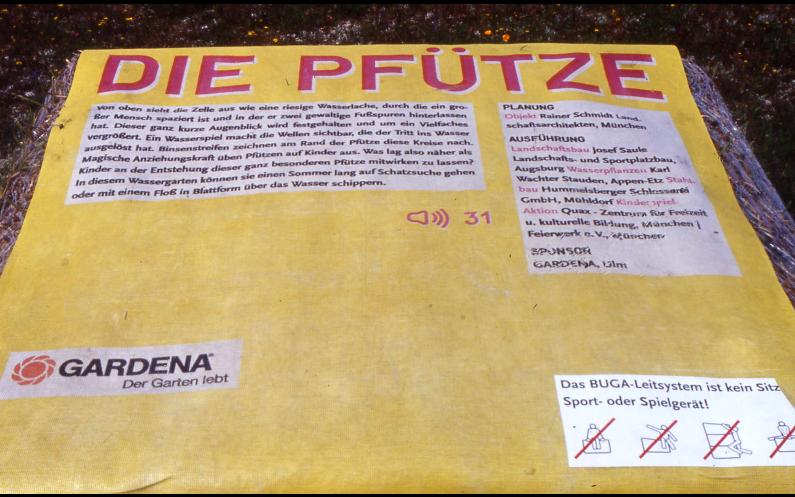 DIE PFÜTZE
Von oben sieht die Zelle aus wie eine riesige Wasserlache, durch die ein gro-
ßer Mensch spaziert ist und in der er zwei gewaltige Fußspuren hinterlassen
hat. Dieser ganz kurze Augenblick wird festgehalten und um ein Vielfaches
vergrößert. Ein Wasserspiel macht die Wellen sichtbar, die der Tritt ins Wasser
ausgelöst hat. Binsenstreifen zeichnen am Rand der Pfütze diese Kreise nach.
Magische Anziehungskraft üben Pfützen auf Kinder aus. Was lag also näher als
Kinder an der Entstehung dieser ganz besonderen Pfütze mitwirken zu lassen?
In diesem Wassergarten können sie einen Sommer lang auf Schatzsuche gehen
oder mit einem Floß in Blattform über das Wasser schippern.
31
PLANUNG
Objekt Rainer Schmidt Land-
schaftsarchitekten, München
AUSFÜHRUNG
Landschaftsbau Josef Saule
Landschafts- und Sportplatzbau,
Augsburg Wasserpflanzen Karl
Wachter Stauden, Appen-Etz Stahl-
bau Hummelsberger Schlosserei
GmbH, Mühldorf Kinderspiel-
Aktion Quax - Zentrum für Freizeit
u. kulturelle Bildung, München |
Feierwerk e.V., München
SPONSOR
GARDENA, Ulm
GARDENA
Der Garten lebt
Das BUGA-Leitsystem ist kein Sitz
Sport- oder Spielgerät!